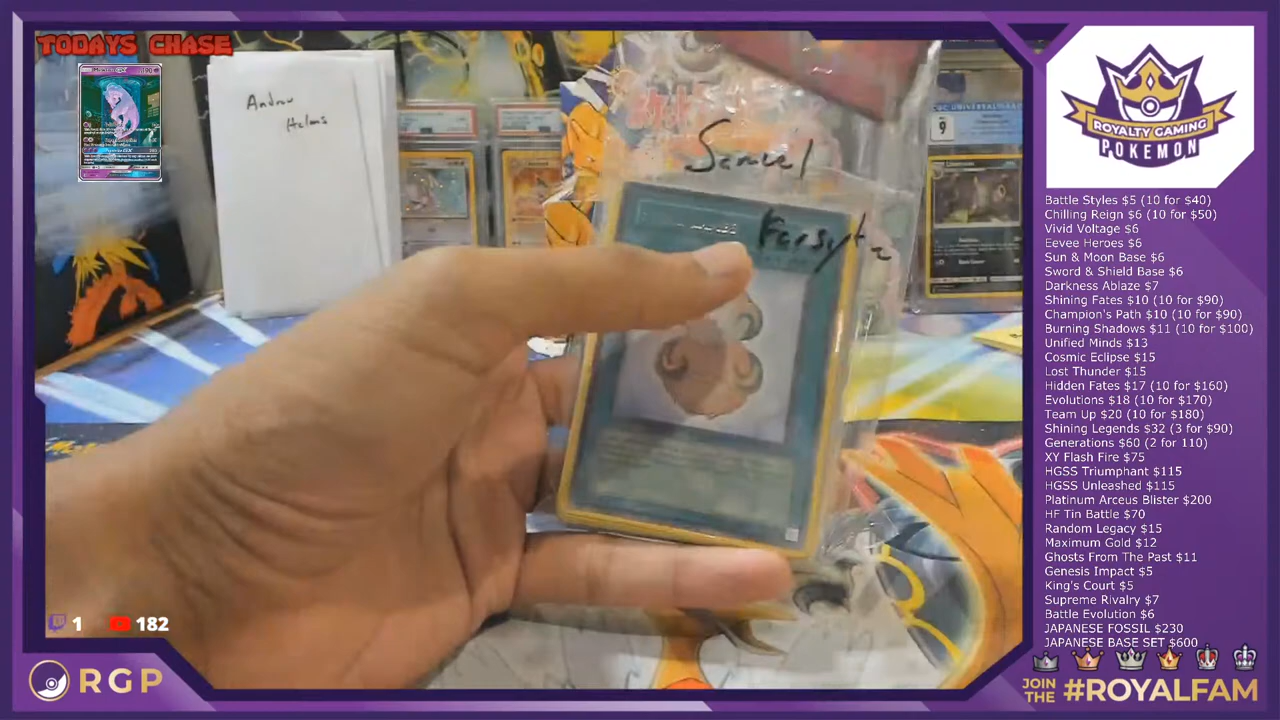 TODAYS CHASE
Andrew
Helms
Samuel
Forsythe
9
ROYALTY GAMING
POKEMON
Battle Styles $5 (10 for $40)
Chilling Reign $6 (10 for $50)
Vivid Voltage $6
Eevee Heroes $6
Sun & Moon Base $6
Sword & Shield Base $6
Darkness Ablaze $7
Shining Fates $10 (10 for $90)
Champion's Path $10 (10 for $90)
Burning Shadows $11 (10 for $100)
Unified Minds $13
Cosmic Eclipse $15
Lost Thunder $15
Hidden Fates $17 (10 for $160)
Evolutions $18 (10 for $170)
Team Up $20 (10 for $180)
Shining Legends $32 (3 for $90)
Generations $60 (2 for 110)
XY Flash Fire $75
HGSS Triumphant $115
HGSS Unleashed $115
Platinum Arceus Blister $200
HF Tin Battle $70
Random Legacy $15
Maximum Gold $12
Ghosts From The Past $11
Genesis Impact $5
King's Court $5
Supreme Rivalry $7
Battle Evolution $6
JAPANESE FOSSIL $230
JAPANESE BASE SET $600
1 182
RGP
JOIN
THE #ROYALFAM